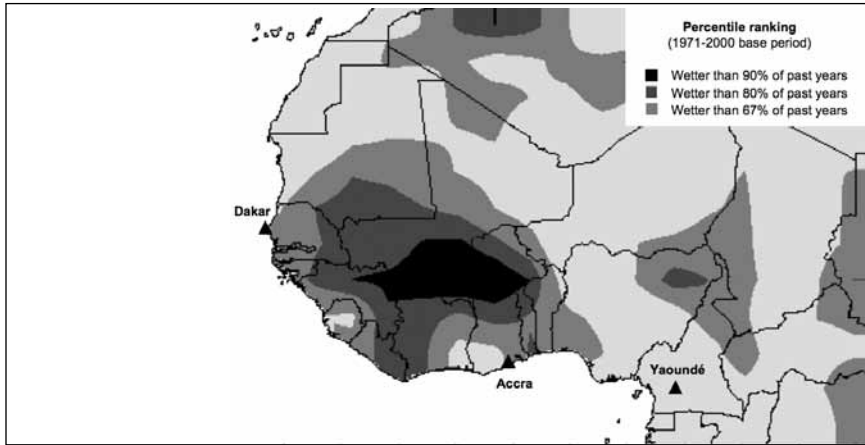 Percentile ranking
(1971-2000 base period)
Wetter than 90% of past years
Wetter than 80% of past years
Wetter than 67% of past years
Dakar
Yaoundé
Accra